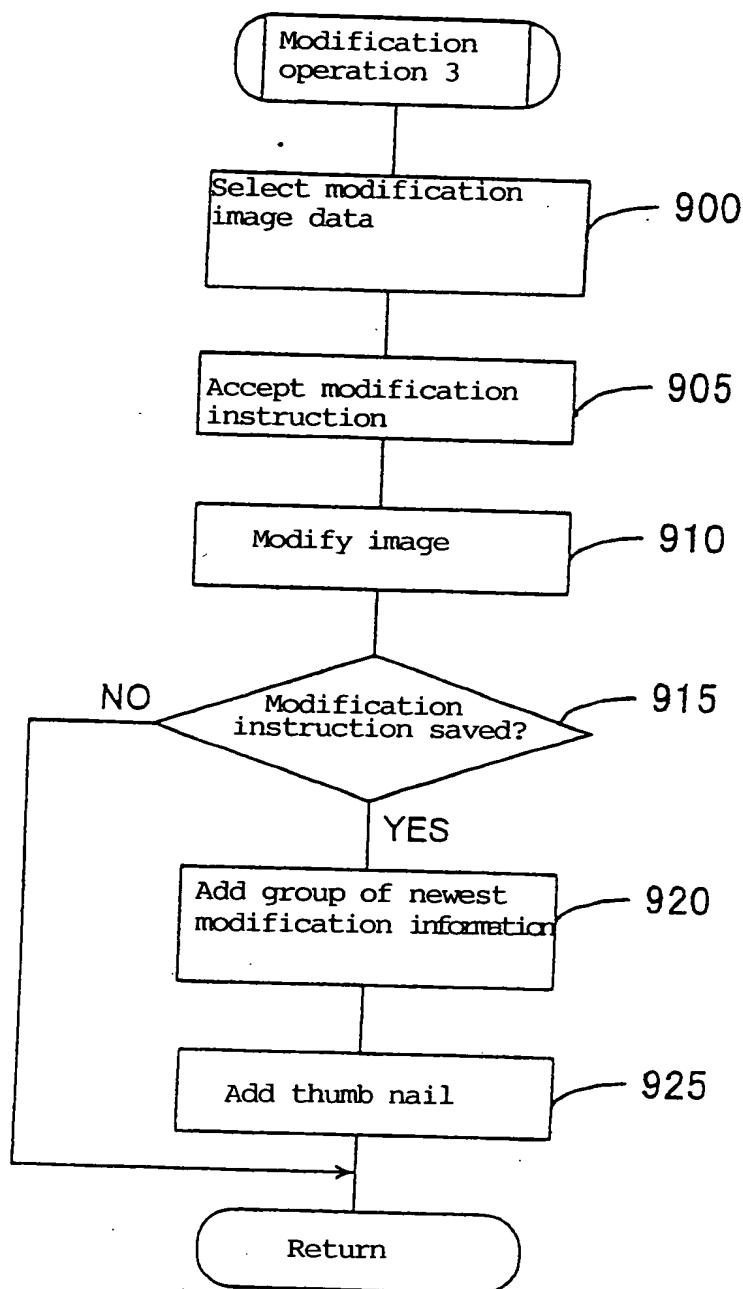 Modification
operation 3
Select modification
image data
900
Accept modification
instruction
905
Modify image
910
NO
Modification
instruction saved?
915
YES
Add group of newest
modification information
920
Add thumb nail
925
Return